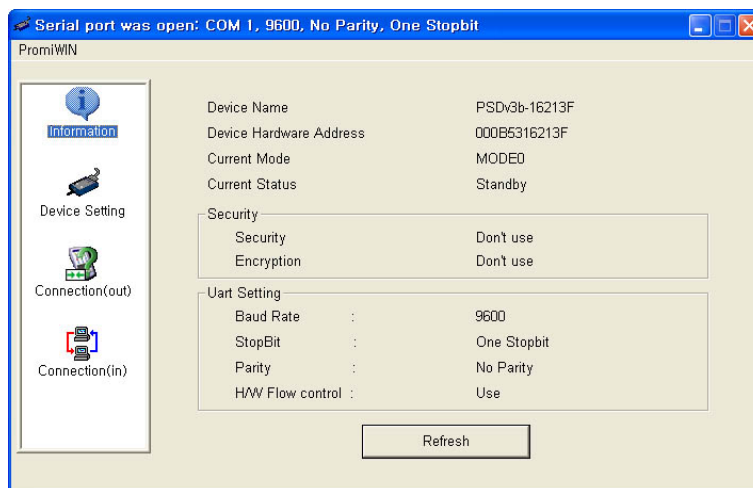 Serial port was open: COM 1, 9600, No Parity, One Stopbit
PromiWIN
Information
Device Setting
Connection(out)
Connection(in)
Device Name PSDv3b-16213F
Device Hardware Address 000B5316213F
Current Mode MODE0
Current Status Standby
Security
Security Don't use
Encryption Don't use
Uart Setting
Baud Rate : 9600
StopBit : One Stopbit
Parity : No Parity
H/W Flow control : Use
Refresh